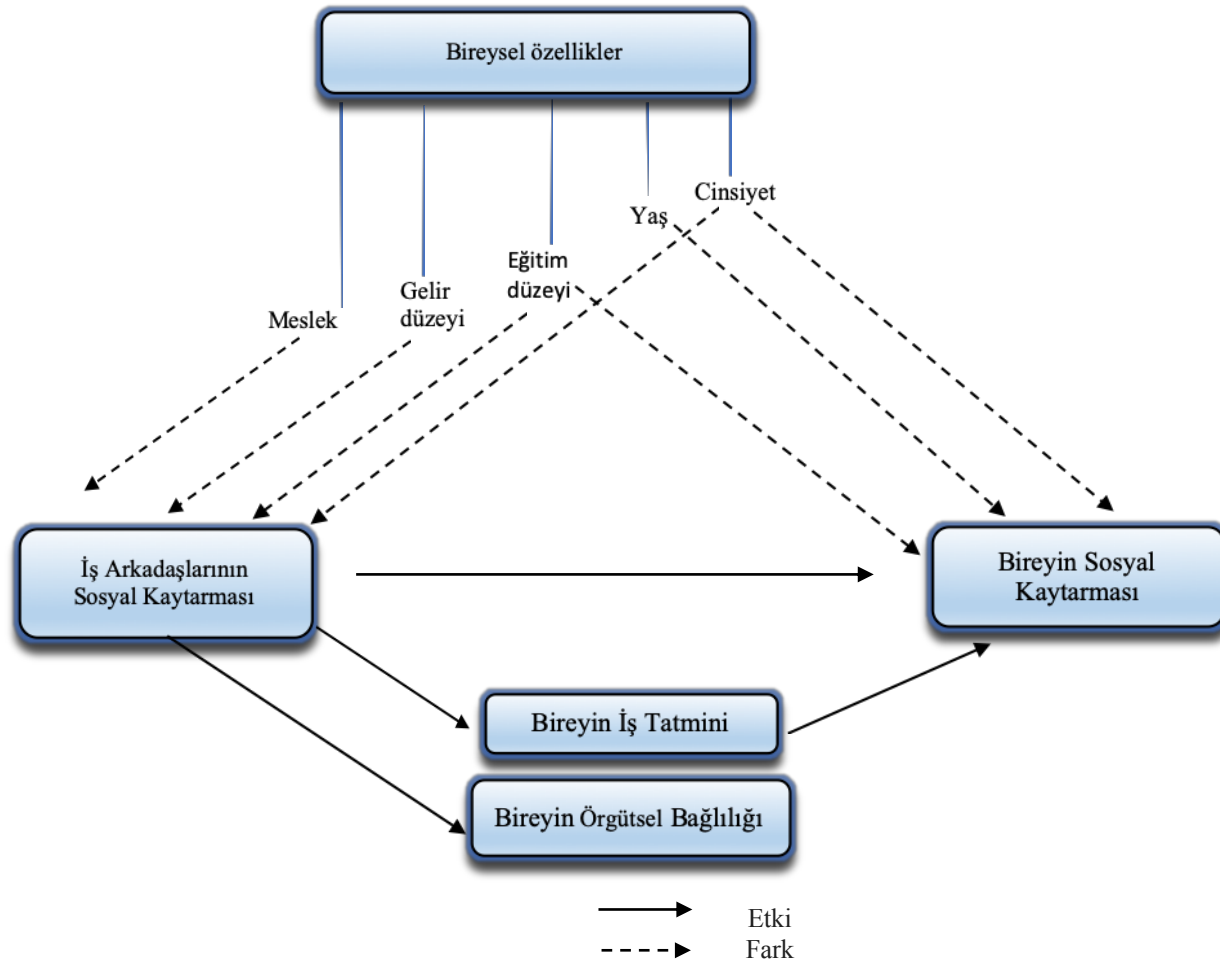 Bireysel özellikler
Cinsiyet
Yaş
Eğitim
düzeyi
Gelir
düzeyi
Meslek
İş Arkadaşlarının
Sosyal Kaytarması
Bireyin Sosyal
Kaytarması
Bireyin İş Tatmini
Bireyin Örgütsel Bağlılığı
Etki
Fark